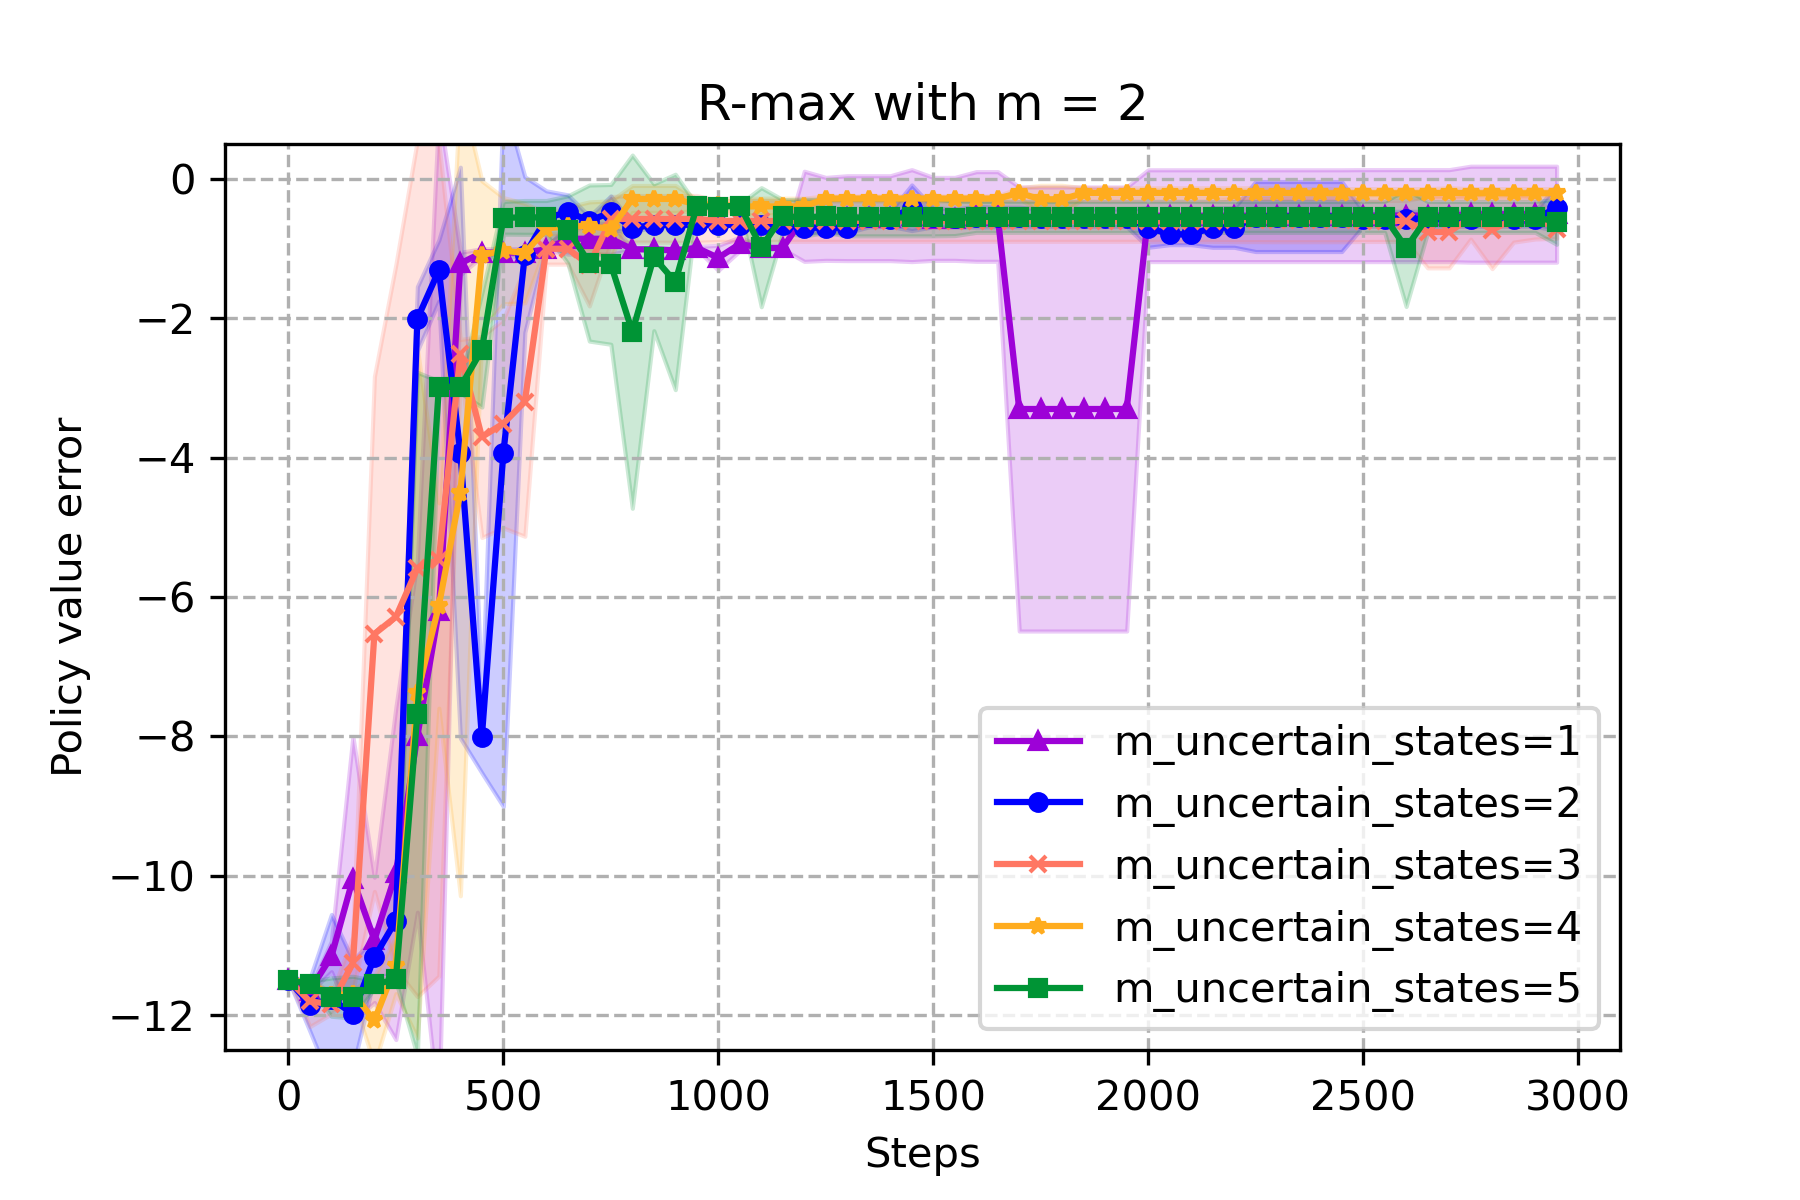 R-max with m = 2
Policy value error
0
−2
−4
−6
−8
−10
−12
0 500 1000 1500 2000 2500 3000
Steps
m_uncertain_states=1
m_uncertain_states=2
m_uncertain_states=3
m_uncertain_states=4
m_uncertain_states=5